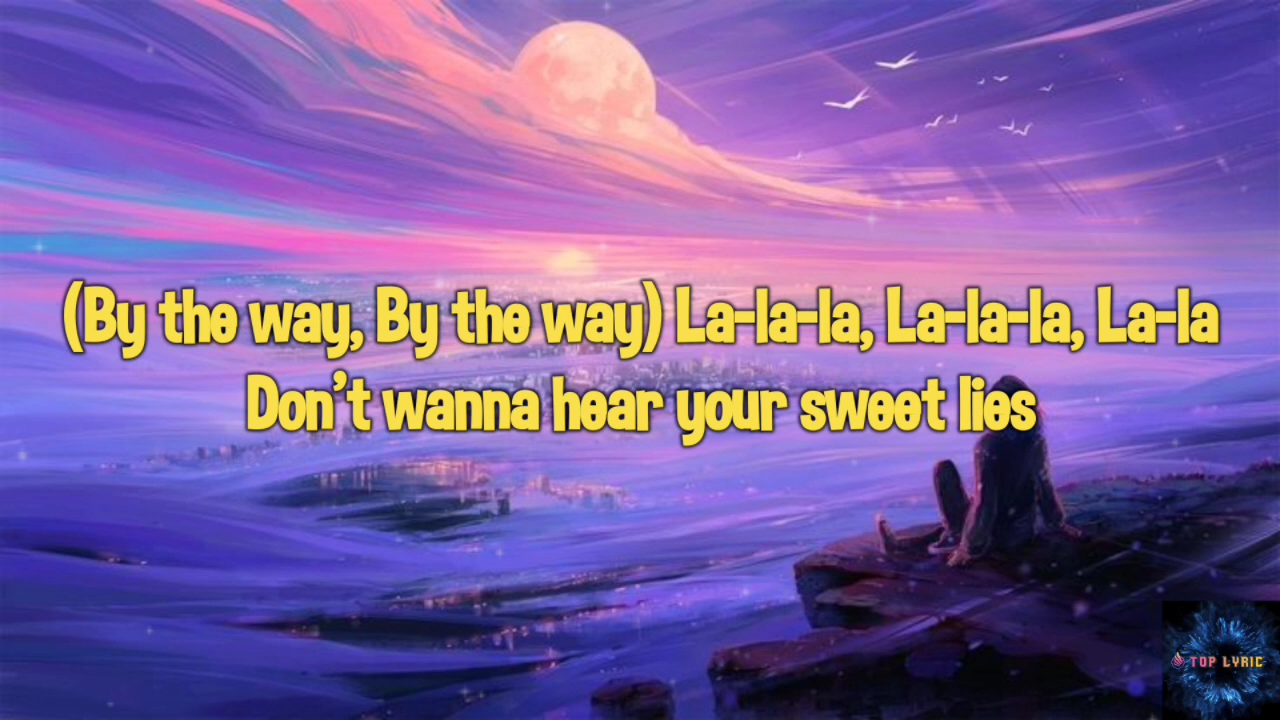 (By the way, By the way) La-la-la, La-la-la, La-la
Don't wanna hear your sweet lies
TOP LYRIC